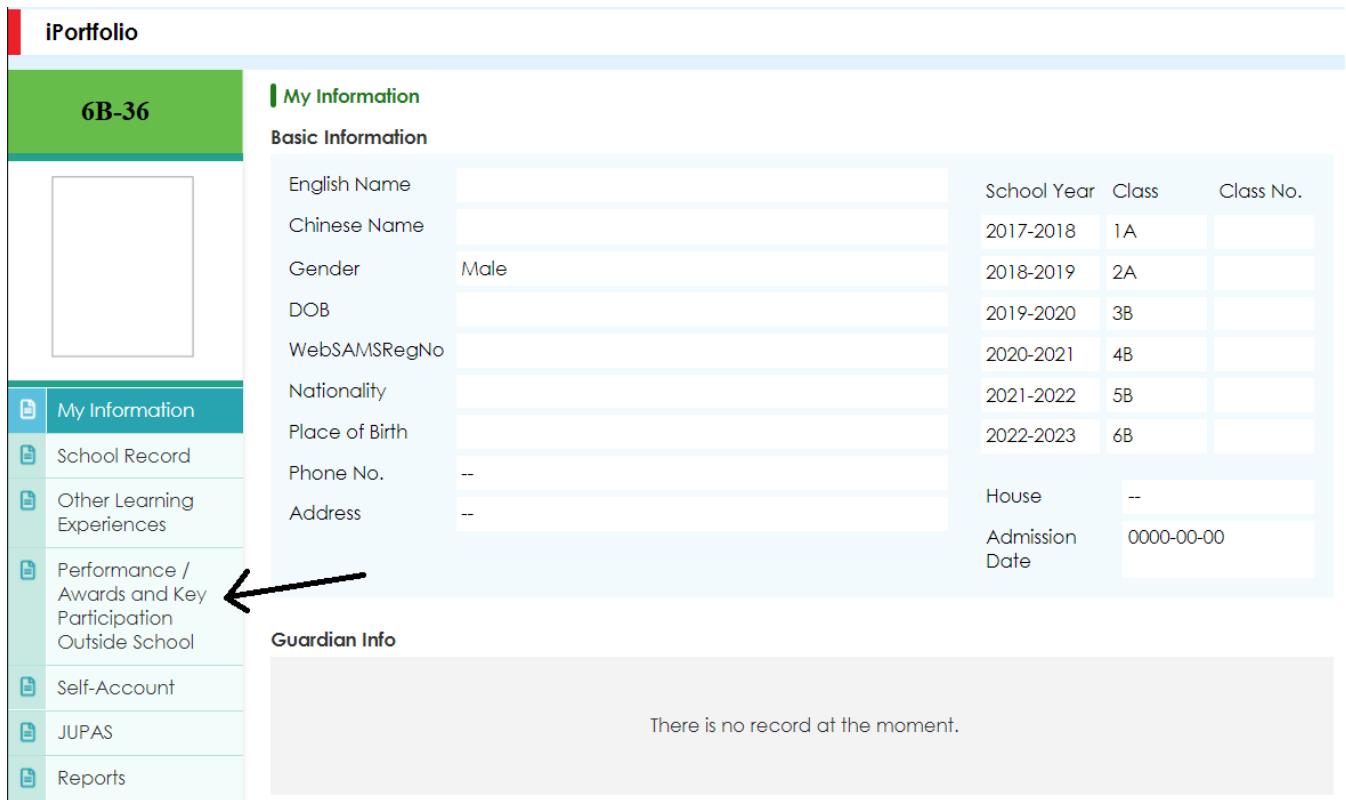 iPortfolio
6B-36
My Information
School Record
Other Learning
Experiences
Performance /
Awards and Key
Participation
Outside School
Self-Account
JUPAS
Reports
My Information
Basic Information
English Name
Chinese Name
Gender Male
DOB
WebSAMSRegNo
Nationality
Place of Birth
Phone No. --
Address --
School Year Class Class No.
2017-2018 1A
2018-2019 2A
2019-2020 3B
2020-2021 4B
2021-2022 5B
2022-2023 6B
House --
Admission 0000-00-00
Date
Guardian Info
There is no record at the moment.